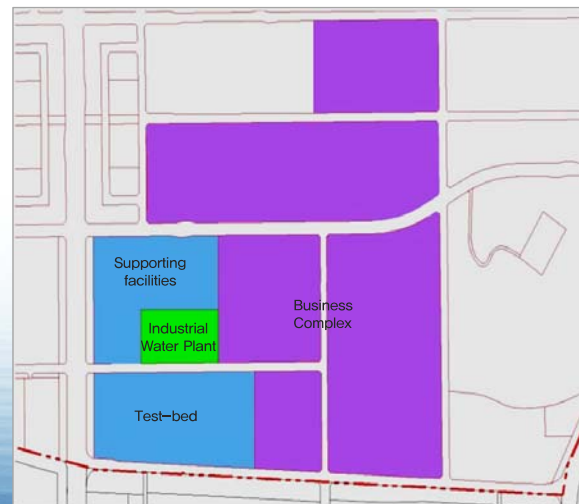 Supporting
facilities
Industrial
Water Plant
Business
Complex
Test-bed